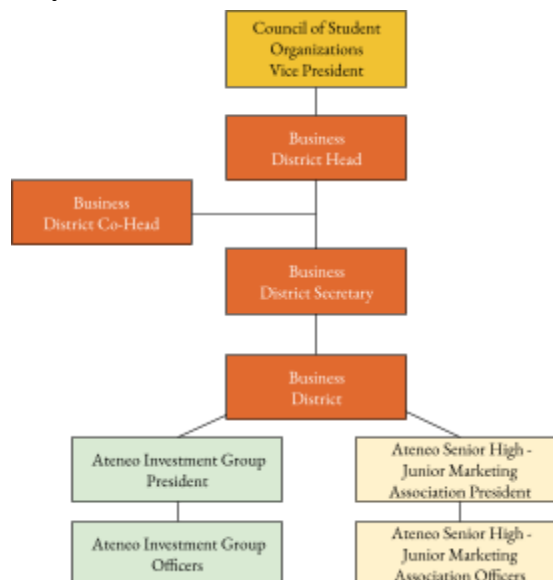 Council of Student
Organizations
Vice President
Business
District Head
Business
District Co-Head
Business
District Secretary
Business
District
Ateneo Investment Group
President
Ateneo Senior High -
Junior Marketing
Association President
Ateneo Investment Group
Officers
Ateneo Senior High -
Junior Marketing
Association Officers